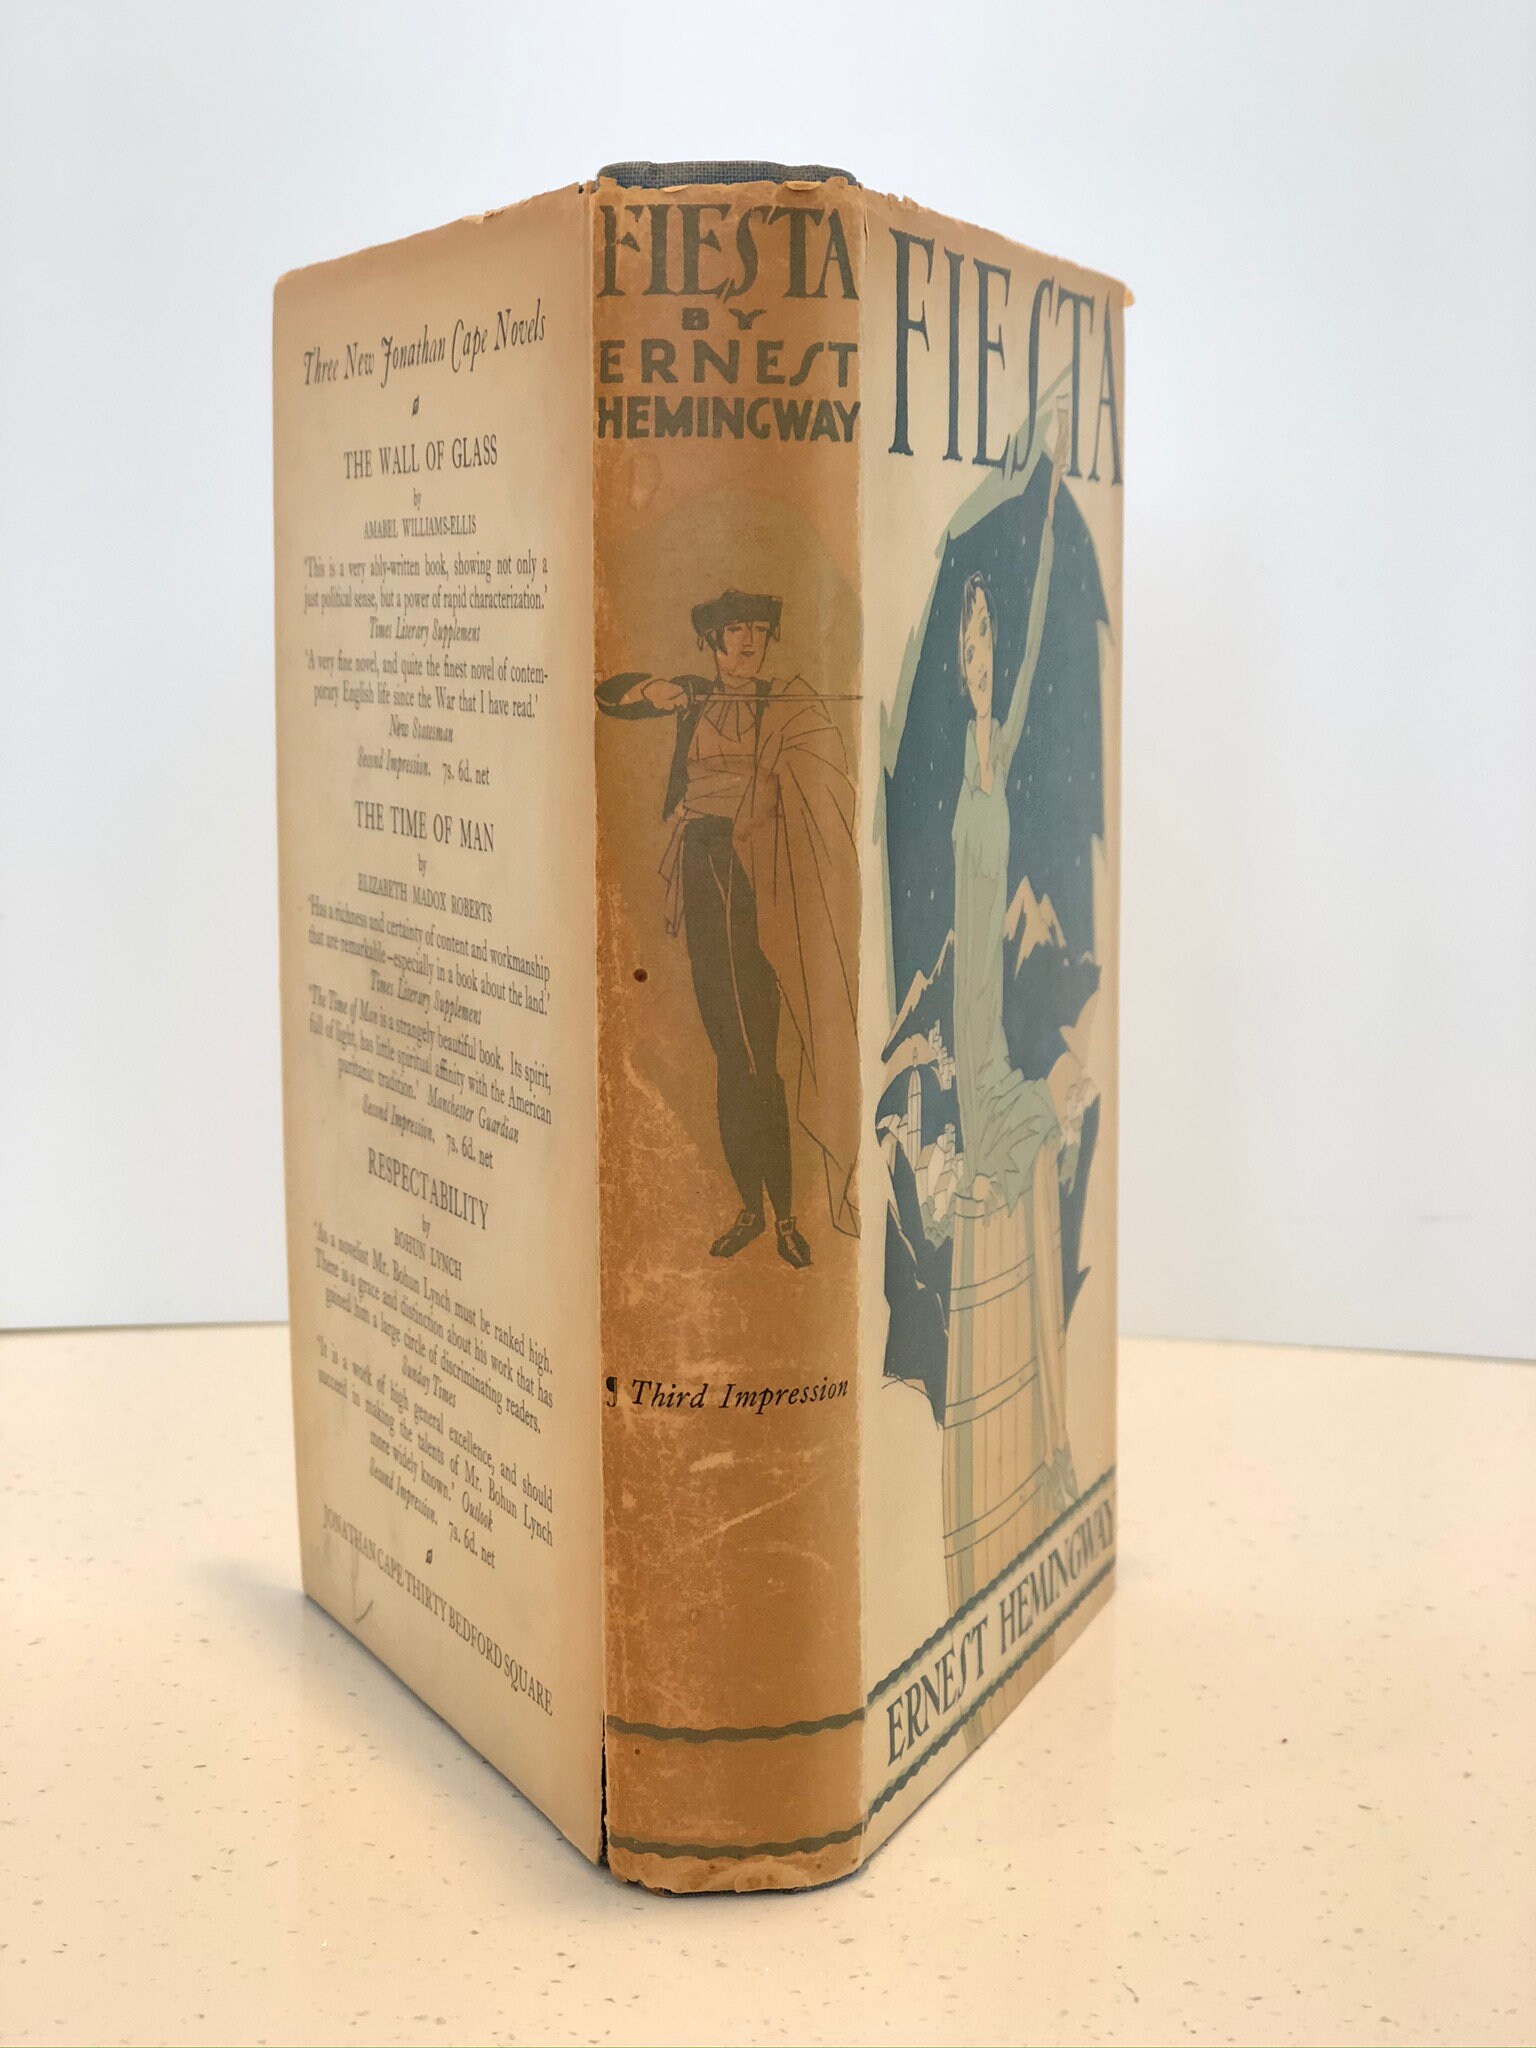 Three New Jonathan Cape Novels
THE WALL OF GLASS
by
AMABEL WILLIAMS-ELLIS
'This is a very ably-written book, showing not only a
just political sense, but a power of rapid characterization.'
Times Literary Supplement
'A very fine novel, and quite the finest novel of contem-
porary English life since the War that I have read.'
New Statesman
Second Impression. 7s. 6d. net
THE TIME OF MAN
by
ELIZABETH MADOX ROBERTS
'Has a richness and certainty of content and workmanship
that are remarkable—especially in a book about the land.'
Times Literary Supplement
'The Time of Man is a strangely beautiful book. Its spirit,
full of light, has little spiritual affinity with the American
puritanic tradition.' Manchester Guardian
Second Impression. 7s. 6d. net
RESPECTABILITY
by
BOHUN LYNCH
'As a novelist Mr. Bohun Lynch must be ranked high.
There is a grace and distinction about his work that has
gained him a large circle of discriminating readers.
Sunday Times
'It is a work of high general excellence, and should
succeed in making the talents of Mr. Bohun Lynch
more widely known.' Outlook
Second Impression. 7s. 6d. net
JONATHAN CAPE THIRTY BEDFORD SQUARE
FIESTA
BY
ERNEST
HEMINGWAY
¶ Third Impression
FIESTA
ERNEST HEMINGWAY